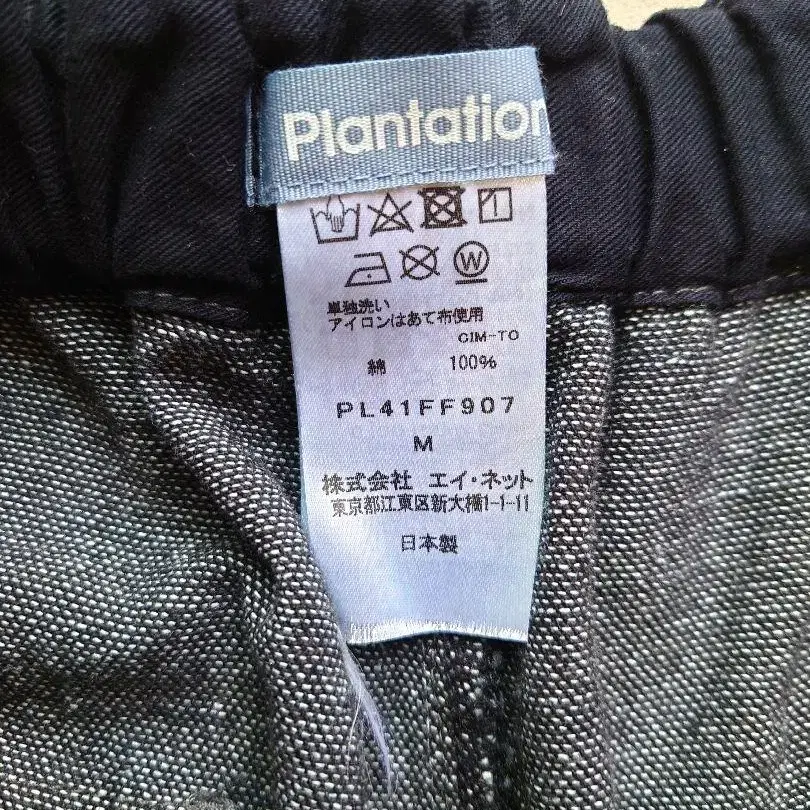 Plantation
W
単独洗い
アイロンはあて布使用
CIM-TO
綿 100%
PL41FF907
M
株式会社 エイ・ネット
東京都江東区新大橋1-1-11
日本製